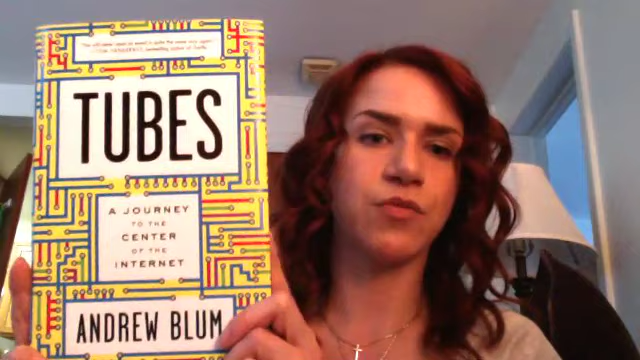 TUBES
A JOURNEY
TO THE
CENTER
OF THE
INTERNET
ANDREW BLUM